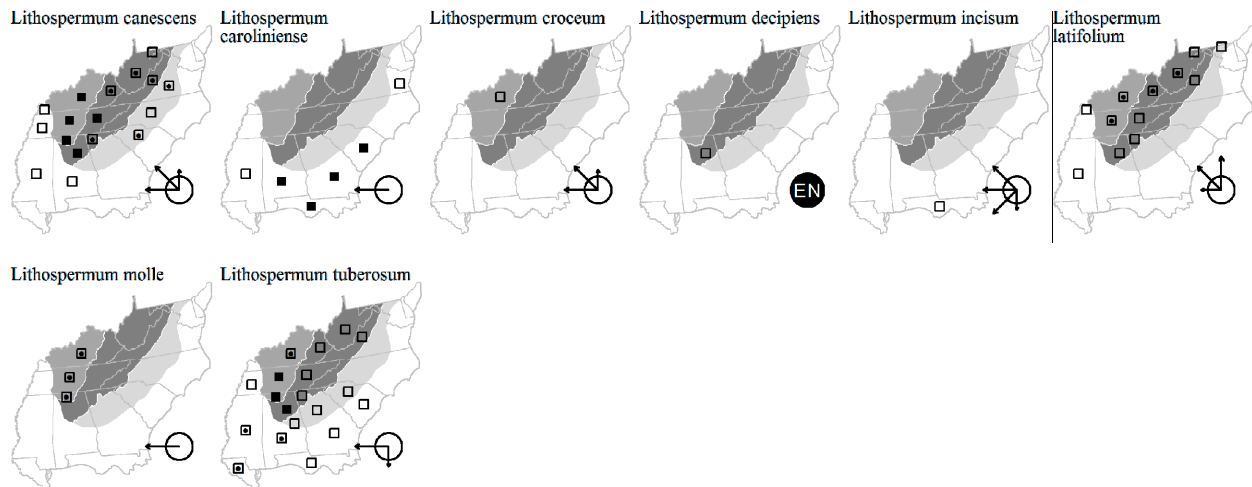 Lithospermum canescens
Lithospermum
caroliniense
Lithospermum croceum
Lithospermum decipiens
Lithospermum incisum
Lithospermum
latifolium
EN
Lithospermum molle
Lithospermum tuberosum